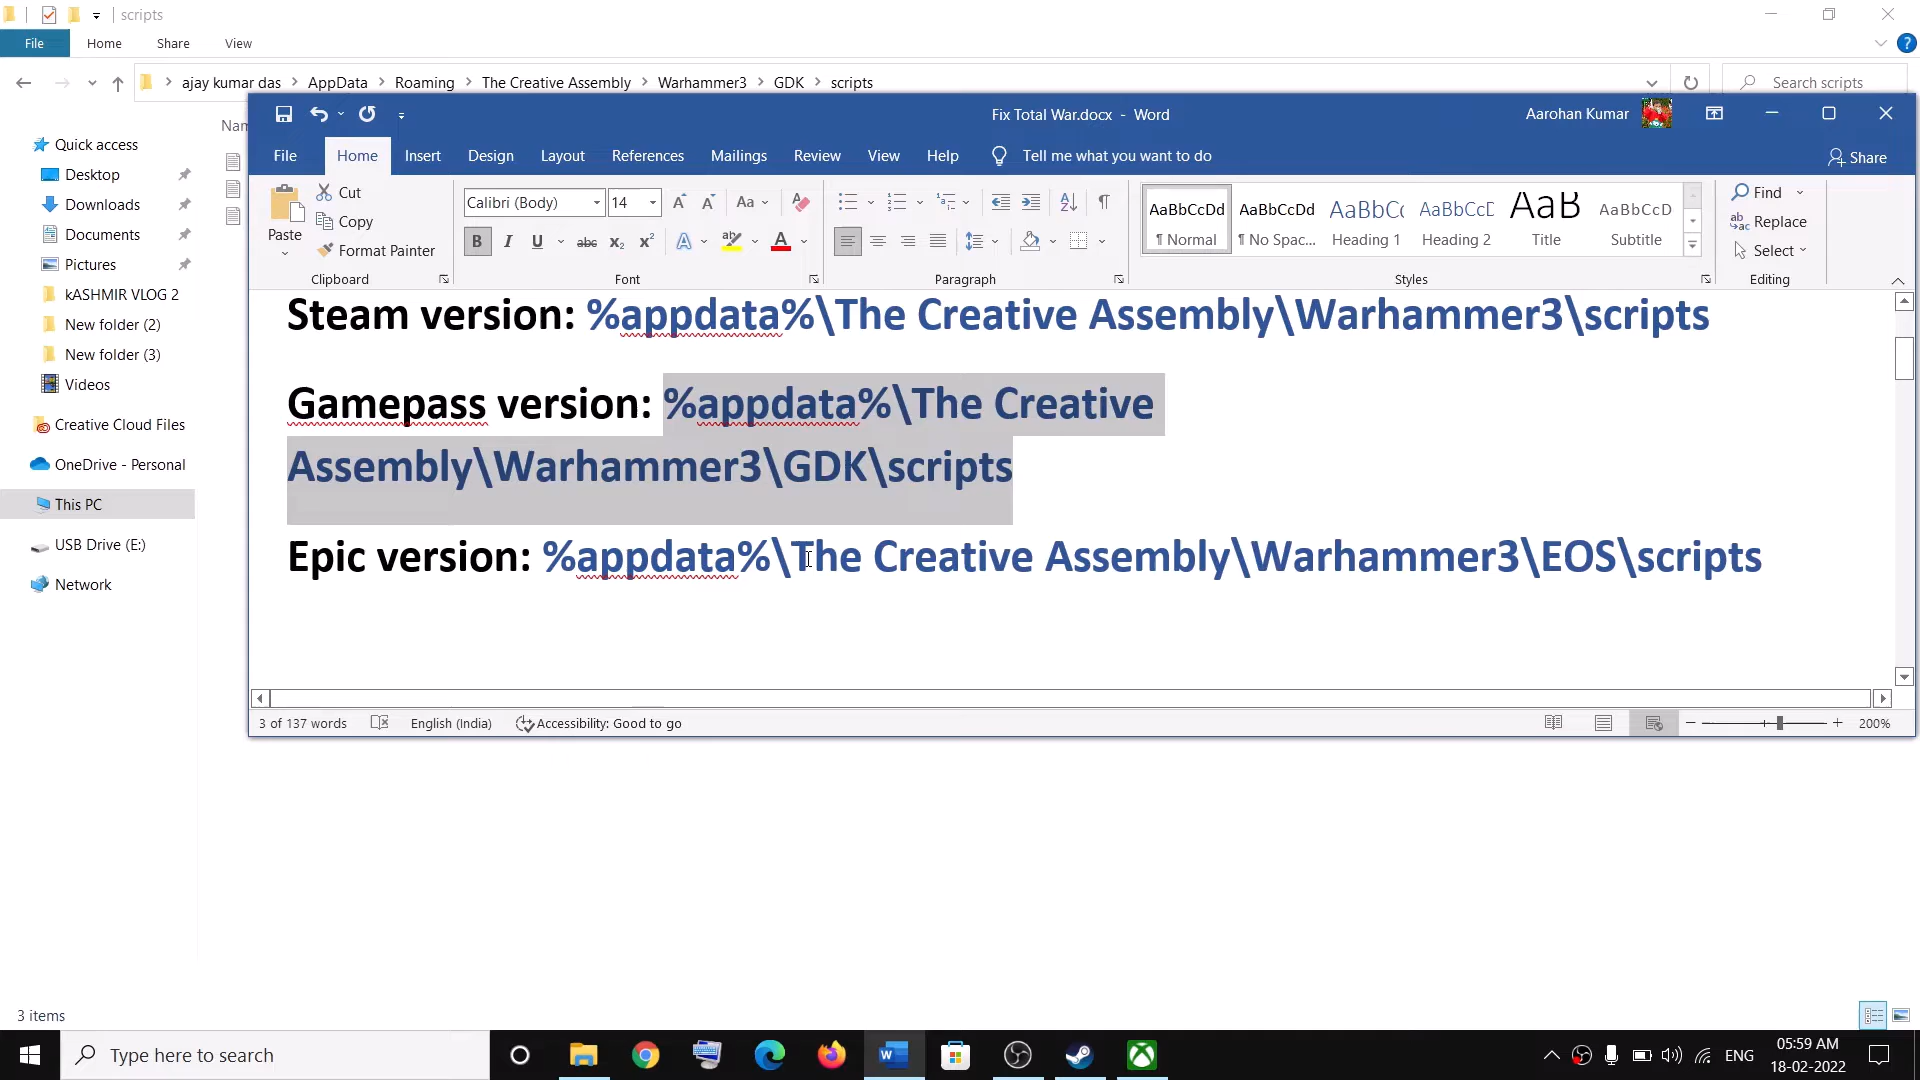 scripts
File Home Share View
ajay kumar das AppData Roaming The Creative Assembly Warhammer3 GDK scripts
Search scripts
Quick access
Desktop
Downloads
Documents
Pictures
kASHMIR VLOG 2
New folder (2)
New folder (3)
Videos
Creative Cloud Files
OneDrive - Personal
This PC
USB Drive (E:)
Network
3 items
Fix Total War.docx - Word
Aarohan Kumar
File Home Insert Design Layout References Mailings Review View Help Tell me what you want to do
Share
Paste
Cut
Copy
Format Painter
Clipboard
Calibri (Body) 14
Font
Paragraph
AaBbCcDd AaBbCcDd AaBbCc AaBbCcD AaB AaBbCcD
¶ Normal ¶ No Spac... Heading 1 Heading 2 Title Subtitle
Styles
Find
Replace
Select
Editing
Steam version: %appdata%\The Creative Assembly\Warhammer3\scripts
Gamepass version: %appdata%\The Creative
Assembly\Warhammer3\GDK\scripts
Epic version: %appdata%\The Creative Assembly\Warhammer3\EOS\scripts
3 of 137 words English (India) Accessibility: Good to go
200%
Type here to search
ENG
05:59 AM
18-02-2022